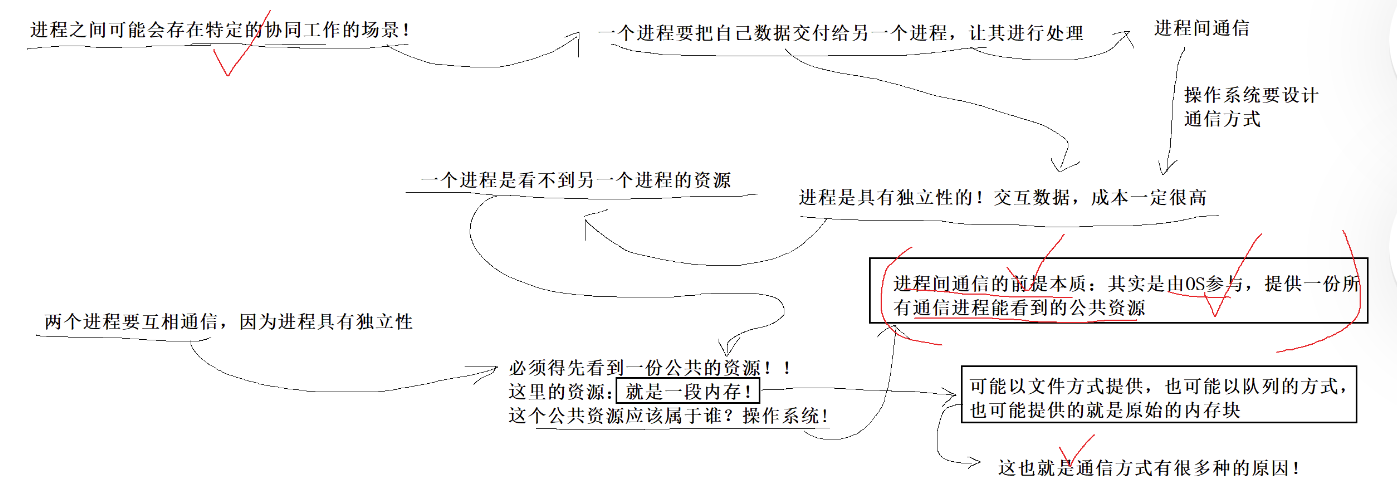 进程之间可能会存在特定的协同工作的场景！
一个进程要把自己数据交付给另一个进程，让其进行处理
进程间通信
操作系统要设计
通信方式
一个进程是看不到另一个进程的资源
进程是具有独立性的！交互数据，成本一定很高
进程间通信的前提本质：其实是由OS参与，提供一份所
有通信进程能看到的公共资源
两个进程要互相通信，因为进程具有独立性
必须得先看到一份公共的资源！！
这里的资源：就是一段内存！
这个公共资源应该属于谁？操作系统！
可能以文件方式提供，也可能以队列的方式，
也可能提供的就是原始的内存块
这也就是通信方式有很多种的原因！